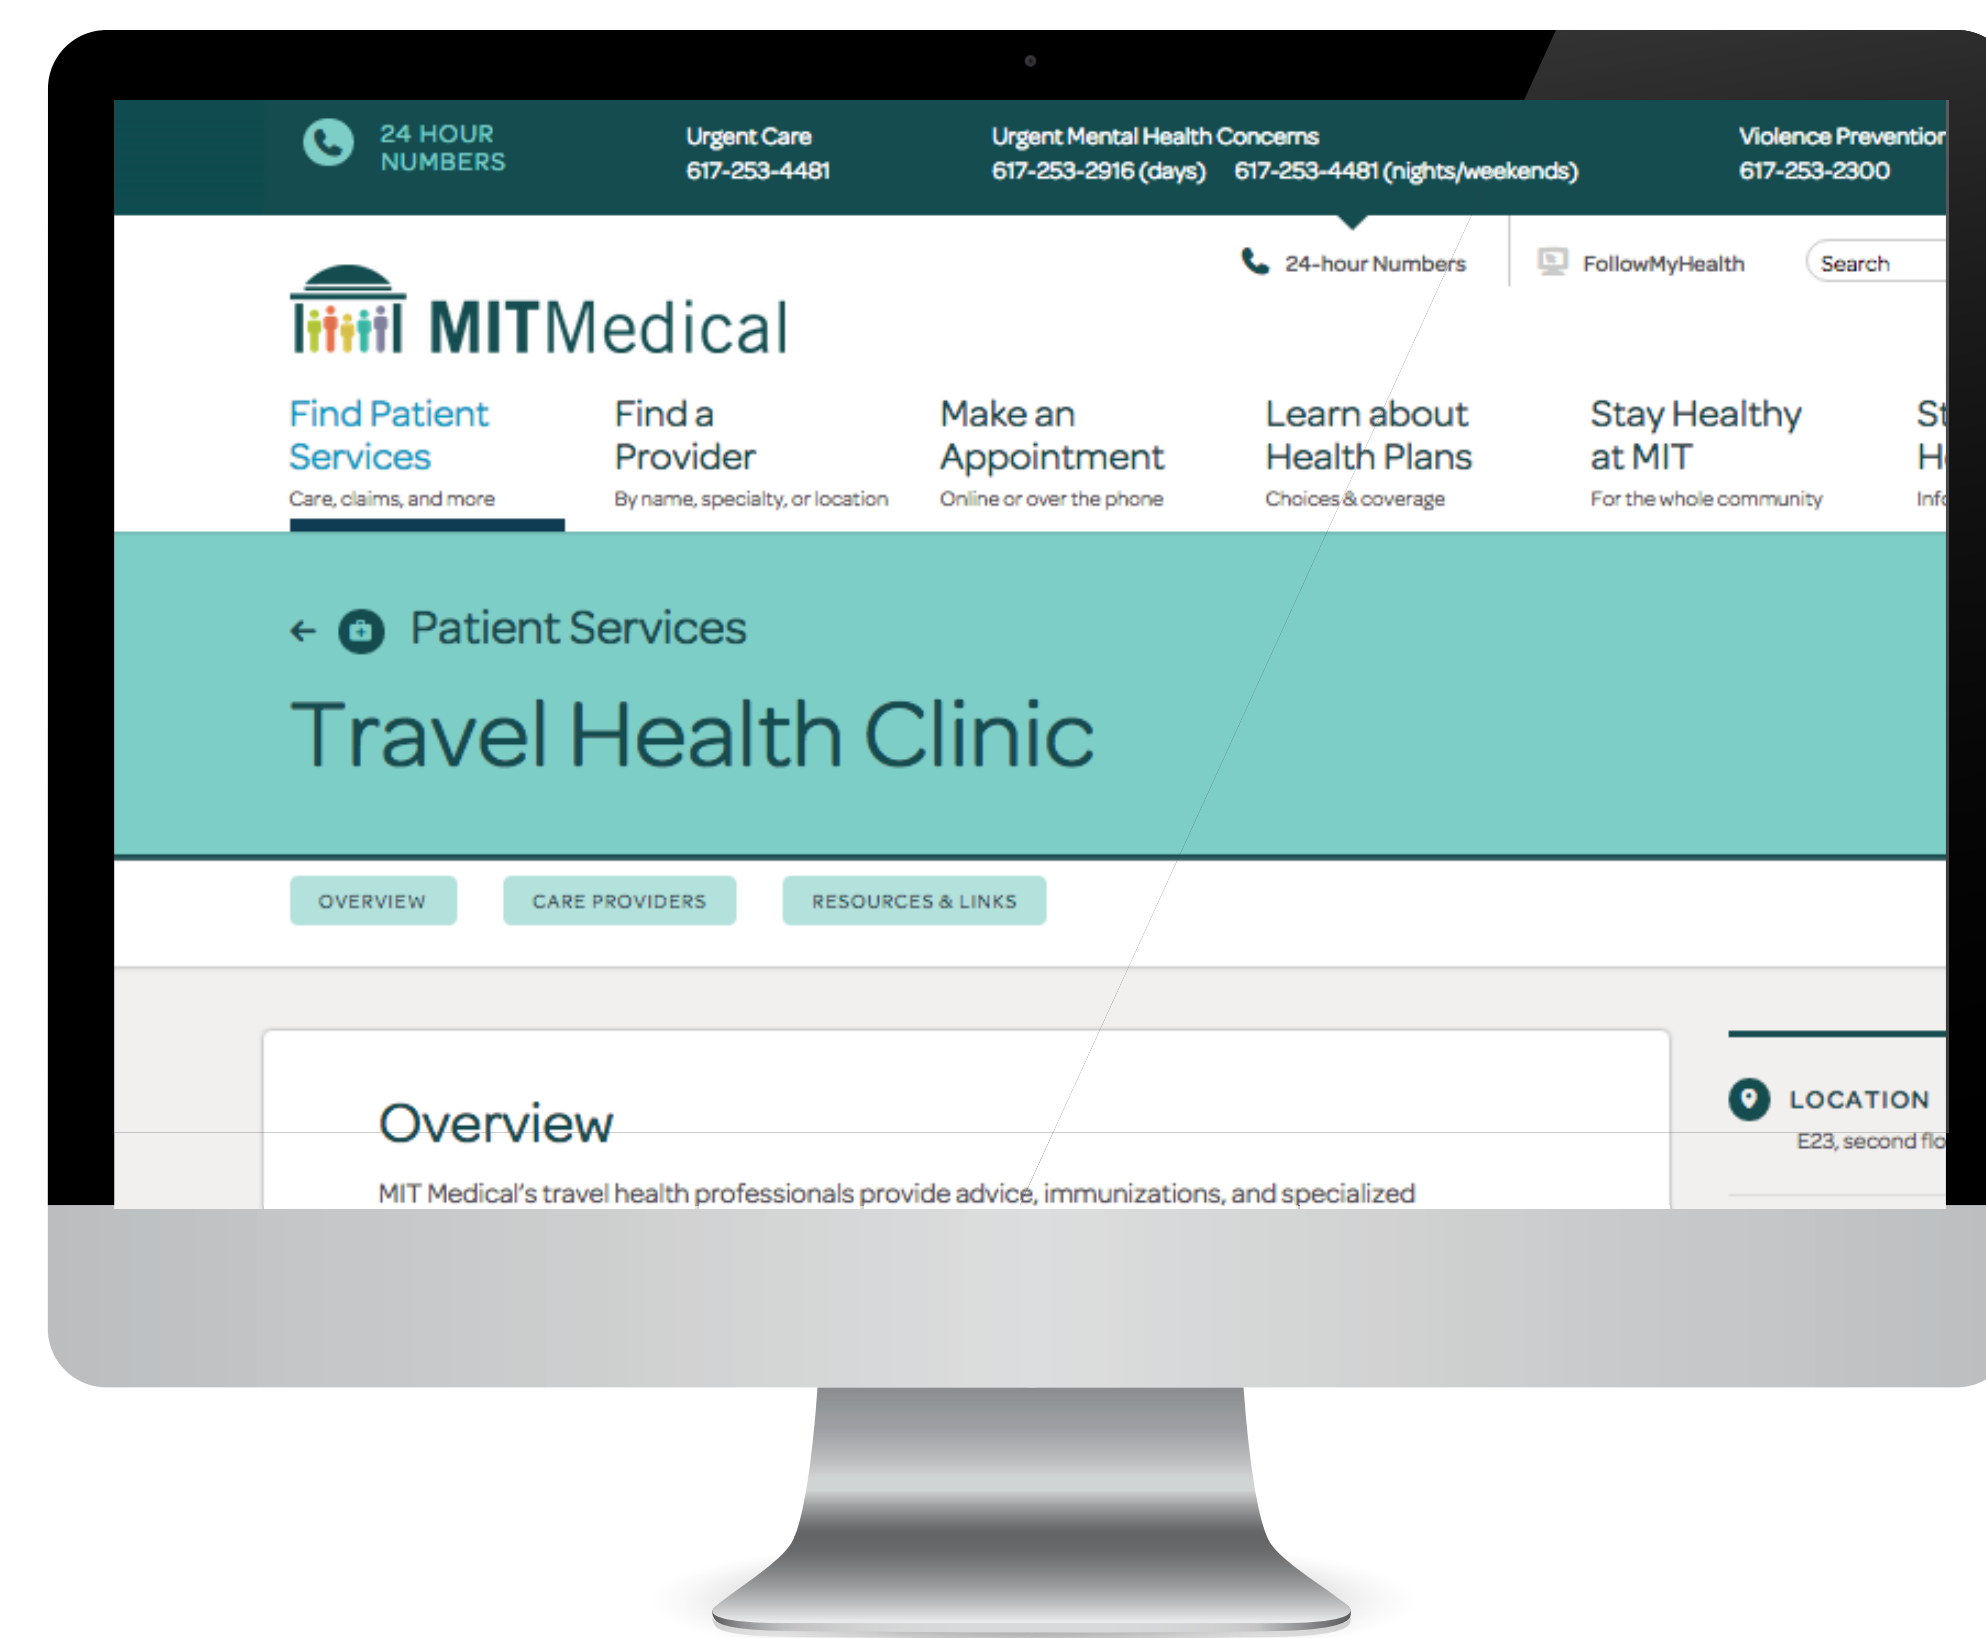 24 HOUR
NUMBERS
Urgent Care
617-253-4481
Urgent Mental Health Concerns
617-253-2916 (days) 617-253-4481 (nights/weekends)
Violence Prevention
617-253-2300
24-hour Numbers
FollowMyHealth
Search
MITMedical
Find Patient
Services
Care, claims, and more
Find a
Provider
By name, specialty, or location
Make an
Appointment
Online or over the phone
Learn about
Health Plans
Choices & coverage
Stay Healthy
at MIT
For the whole community
← Patient Services
Travel Health Clinic
OVERVIEW
CARE PROVIDERS
RESOURCES & LINKS
Overview
MIT Medical's travel health professionals provide advice, immunizations, and specialized
LOCATION
E23, second